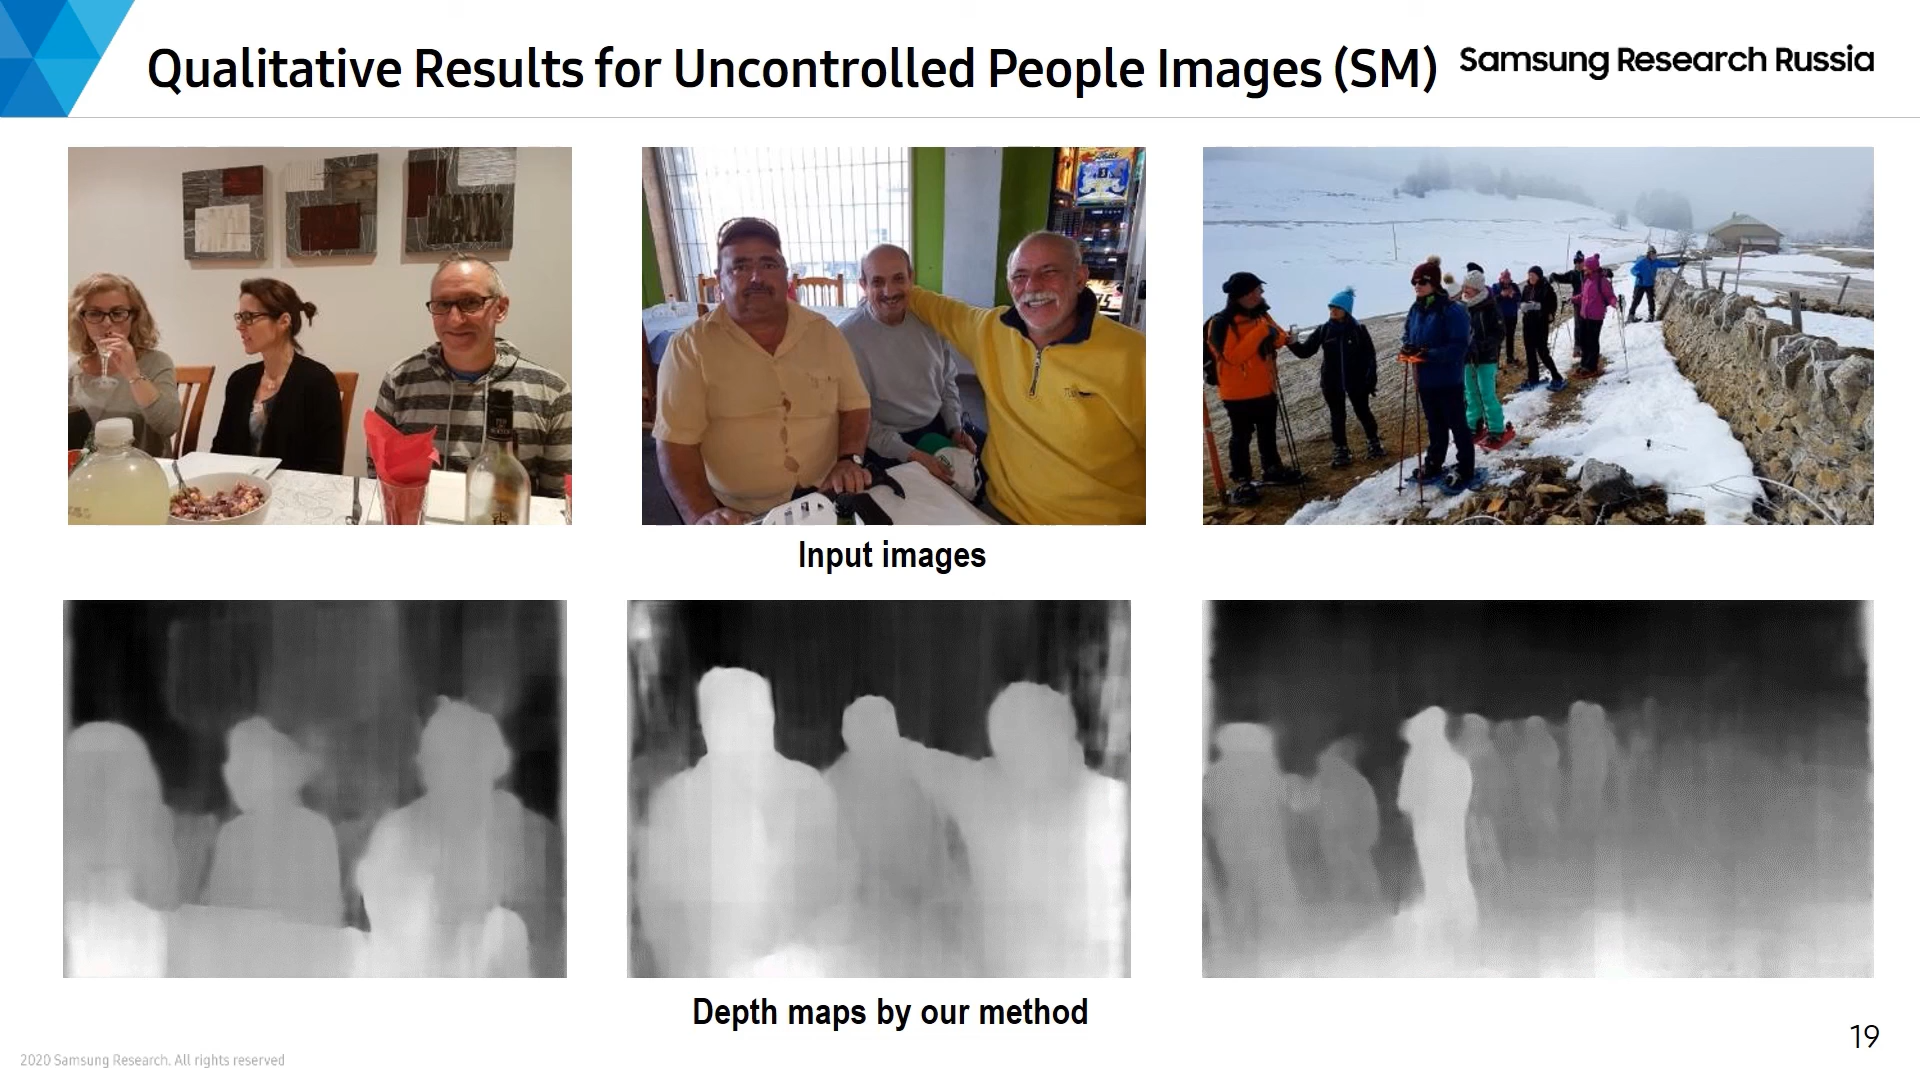 Qualitative Results for Uncontrolled People Images (SM)
Samsung Research Russia
Input images
Depth maps by our method
19
2020 Samsung Research. All rights reserved